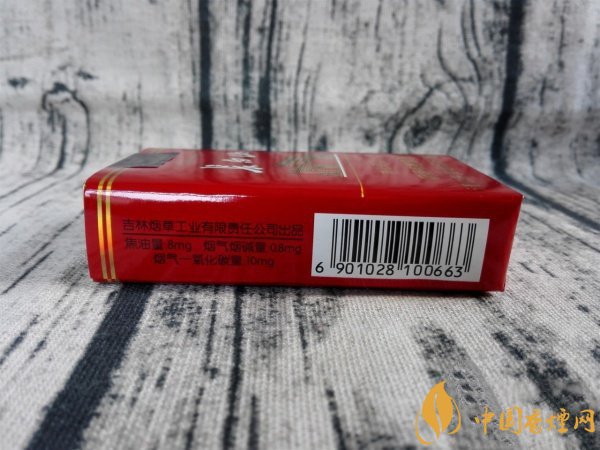 吉林烟草工业有限责任公司出品
焦油量:8mg 烟气烟碱量:0.8mg
烟气一氧化碳量:10mg
6 901028 100663
中国香烟网